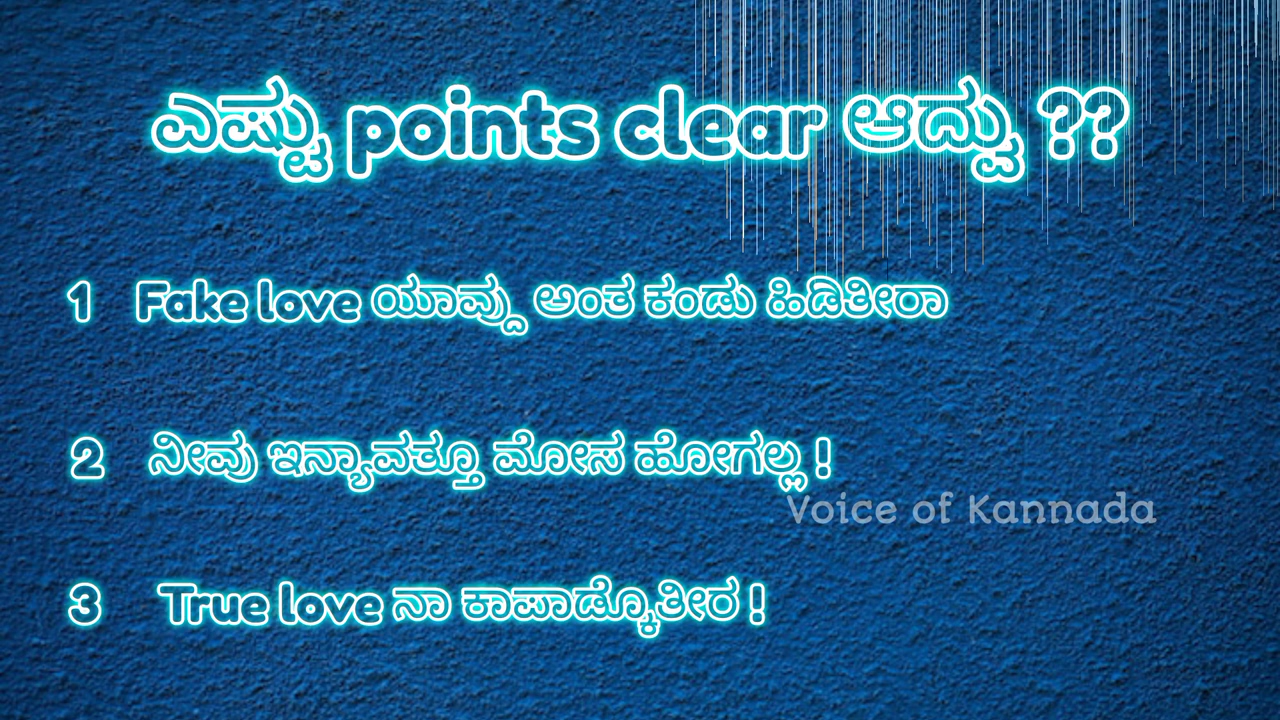 ಎಷ್ಟು points clear ಆದ್ವು ??
1 Fake love ಯಾವ್ದು ಅಂತ ಕಂಡು ಹಿಡಿತೀರಾ
2 ನೀವು ಇನ್ಯಾವತ್ತೂ ಮೋಸ ಹೋಗಲ್ಲ !
Voice of Kannada
3 True love ನಾ ಕಾಪಾಡ್ಕೊತೀರ !